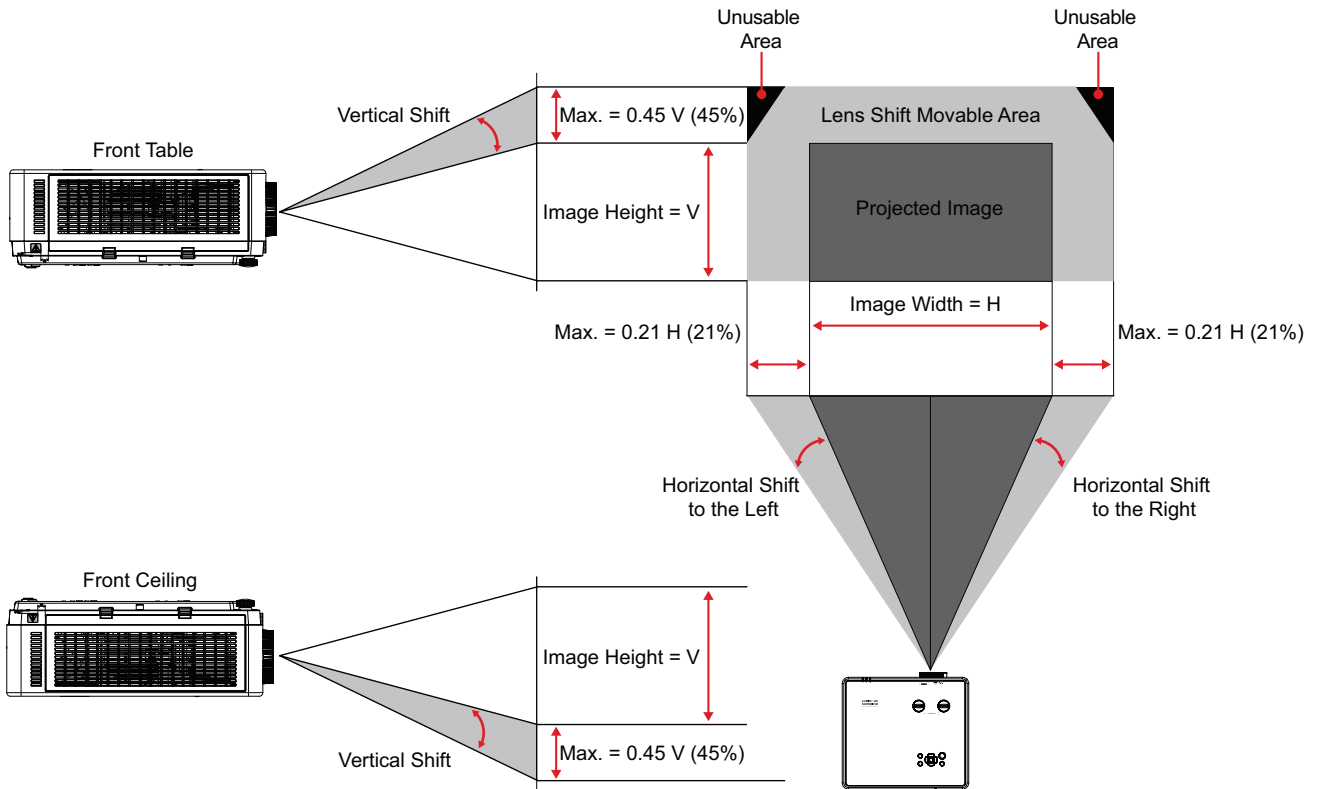 Unusable
Area
Unusable
Area
Vertical Shift
Max. = 0.45 V (45%)
Lens Shift Movable Area
Front Table
Image Height = V
Projected Image
Image Width = H
Max. = 0.21 H (21%)
Max. = 0.21 H (21%)
Horizontal Shift
to the Left
Horizontal Shift
to the Right
Front Ceiling
Image Height = V
Vertical Shift
Max. = 0.45 V (45%)